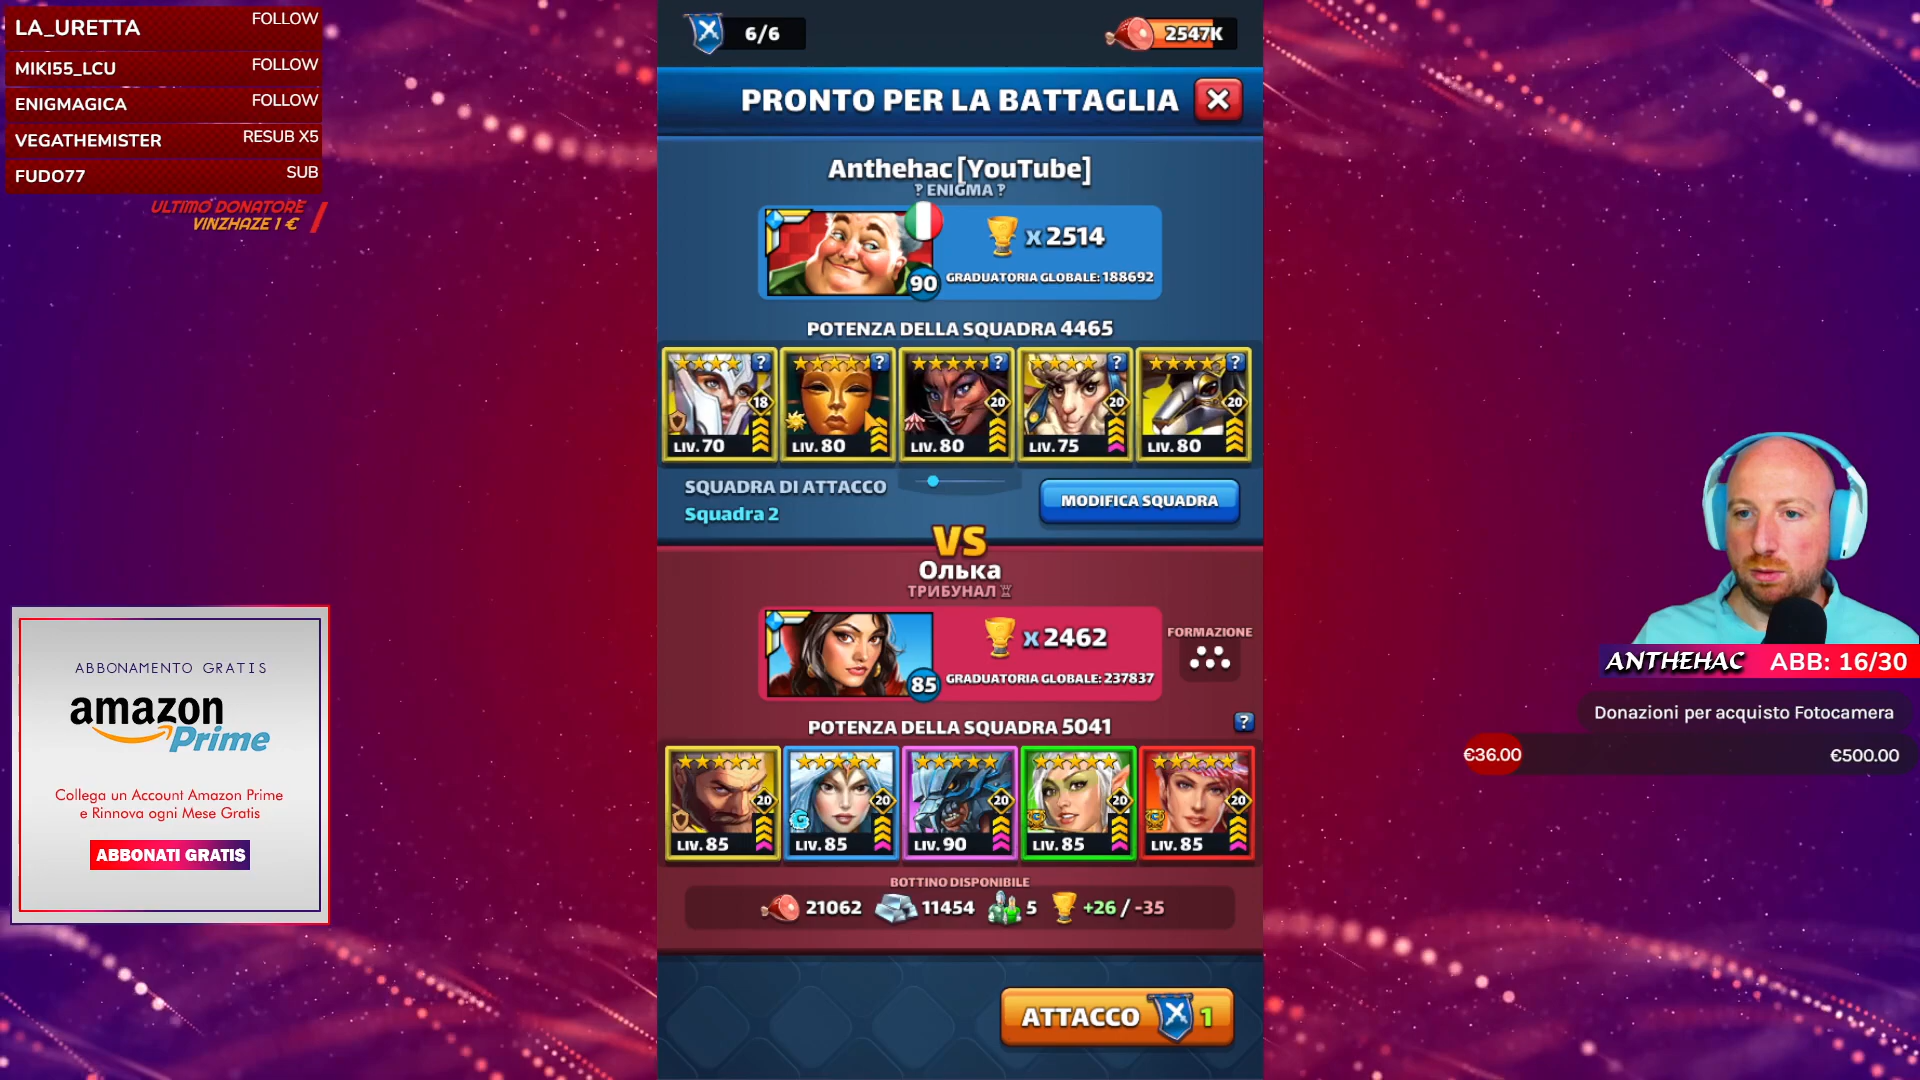 LA_URETTA FOLLOW
MIKI55_LCU FOLLOW
ENIGMAGICA FOLLOW
VEGATHEMISTER RESUB X5
FUDO77 SUB
ULTIMO DONATORE
VINZHAZE 1 €
ABBONAMENTO GRATIS
amazon
Prime
Collega un Account Amazon Prime
e Rinnova ogni Mese Gratis
ABBONATI GRATIS
6/6 2547K
PRONTO PER LA BATTAGLIA
Anthehac[YouTube]
? ENIGMA ?
90
x 2514
GRADUATORIA GLOBALE: 188692
POTENZA DELLA SQUADRA 4465
? ? ? ? ?
18 20 20 20
LIV. 70 LIV. 80 LIV. 80 LIV. 75 LIV. 80
SQUADRA DI ATTACCO
Squadra 2
MODIFICA SQUADRA
VS
Олька
ТРИБУНАЛ♖
85
x 2462
GRADUATORIA GLOBALE: 237837
FORMAZIONE
POTENZA DELLA SQUADRA 5041
?
20 20 20 20 20
LIV. 85 LIV. 85 LIV. 90 LIV. 85 LIV. 85
BOTTINO DISPONIBILE
21062 11454 5 +26 / -35
ATTACCO 1
ANTHEHAC ABB: 16/30
Donazioni per acquisto Fotocamera
€36.00 €500.00